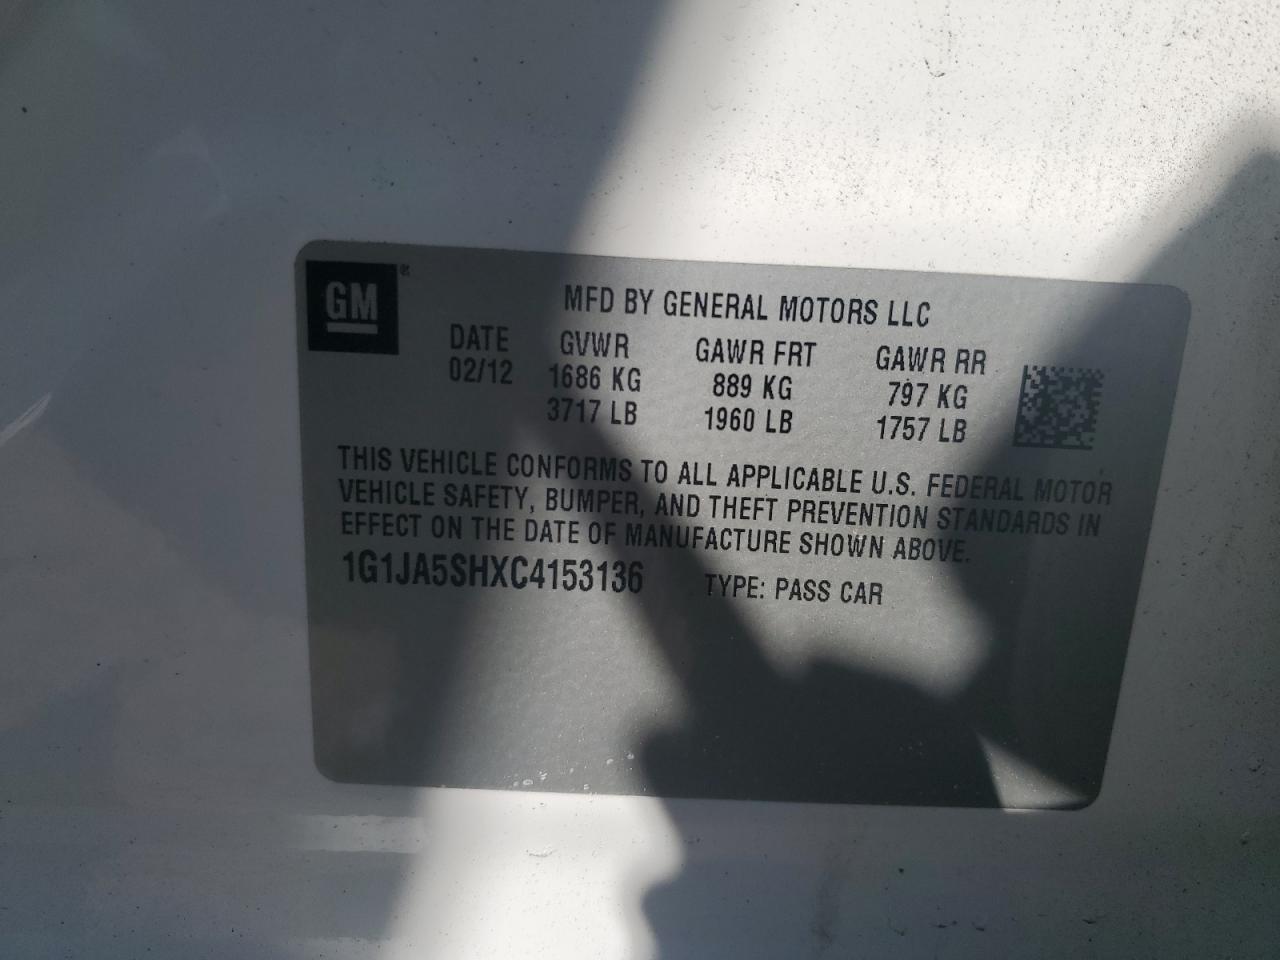 GM®
MFD BY GENERAL MOTORS LLC
DATE GVWR GAWR FRT GAWR RR
02/12 1686 KG 889 KG 797 KG
3717 LB 1960 LB 1757 LB
THIS VEHICLE CONFORMS TO ALL APPLICABLE U.S. FEDERAL MOTOR
VEHICLE SAFETY, BUMPER, AND THEFT PREVENTION STANDARDS IN
EFFECT ON THE DATE OF MANUFACTURE SHOWN ABOVE.
1G1JA5SHXC4153136 TYPE: PASS CAR